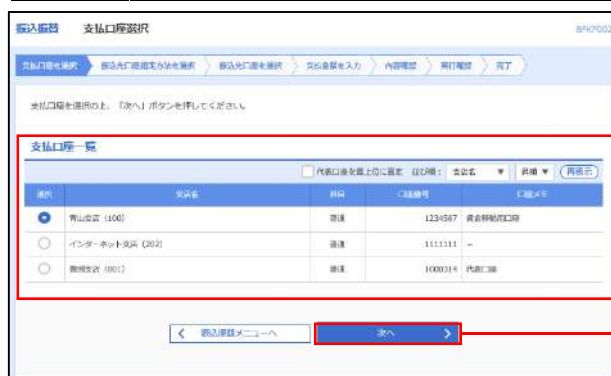 振込振替 支払口座選択
支払口座を選択 振込先口座指定方法を選択 振込先口座を選択 支払金額を入力 内容確認 実行確認 完了
支払口座を選択の上、「次へ」ボタンを押してください。
支払口座一覧
代表口座を最上位に固定 並び順： 支店名 昇順 再表示
選択 支店名 科目 口座番号 口座メモ
青山支店（100） 普通 1234567 資金移動用口座
インターネット支店（202） 普通 1111111 －
普通 1000014 代表口座
振込振替メニューへ 次へ